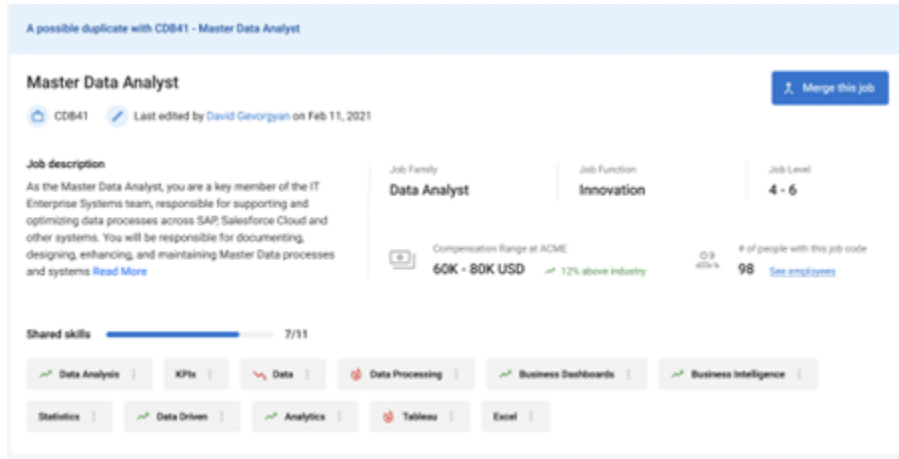 A possible duplicate with CDB41 - Master Data Analyst
Master Data Analyst
Merge this job
CDB41
Last edited by David Gevorgyan on Feb 11, 2021
Job description
As the Master Data Analyst, you are a key member of the IT
Enterprise Systems team, responsible for supporting and
optimizing data processes across SAP, Salesforce Cloud and
other systems. You will be responsible for documenting,
designing, enhancing, and maintaining Master Data processes
and systems Read More
Job Family
Data Analyst
Job Function
Innovation
Job Level
4 - 6
Compensation Range at ACME
60K - 80K USD
12% above industry
# of people with this job code
98 See employees
Shared skills 7/11
Data Analysis KPIs Data Data Processing Business Dashboards Business Intelligence
Statistics Data Driven Analytics Tableau Excel